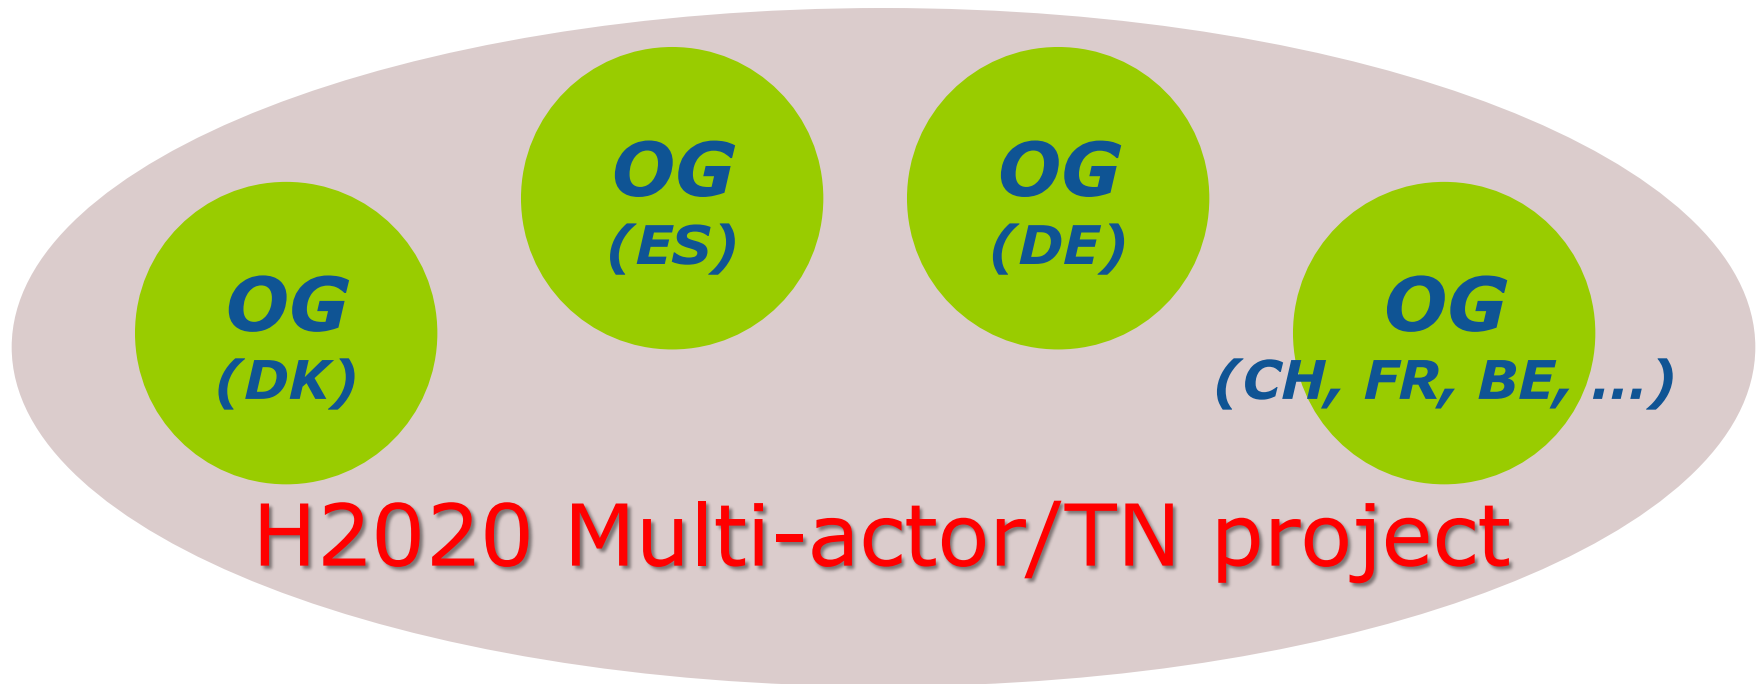 OG
(DK)
OG
(ES)
OG
(DE)
OG
(CH, FR, BE, ...)
H2020 Multi-actor/TN project